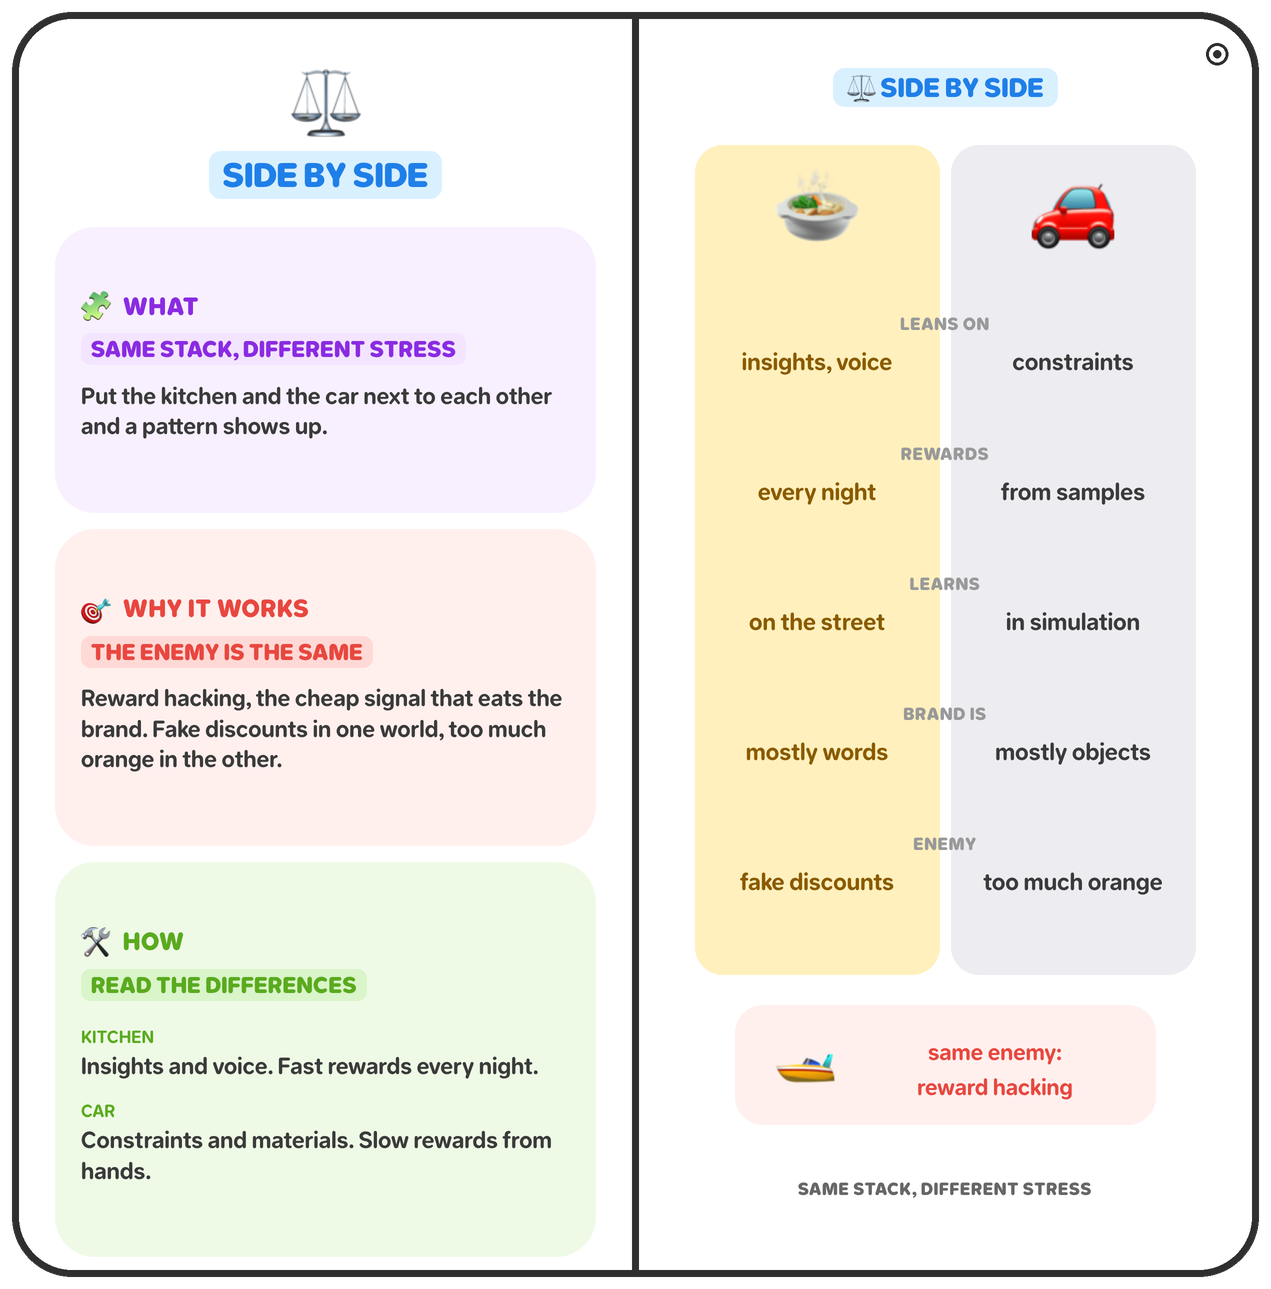 SIDE BY SIDE
WHAT
SAME STACK, DIFFERENT STRESS
Put the kitchen and the car next to each other
and a pattern shows up.
WHY IT WORKS
THE ENEMY IS THE SAME
Reward hacking, the cheap signal that eats the
brand. Fake discounts in one world, too much
orange in the other.
HOW
READ THE DIFFERENCES
KITCHEN
Insights and voice. Fast rewards every night.
CAR
Constraints and materials. Slow rewards from
hands.
SIDE BY SIDE
LEANS ON
insights, voice
constraints
REWARDS
every night
from samples
LEARNS
on the street
in simulation
BRAND IS
mostly words
mostly objects
ENEMY
fake discounts
too much orange
same enemy:
reward hacking
SAME STACK, DIFFERENT STRESS